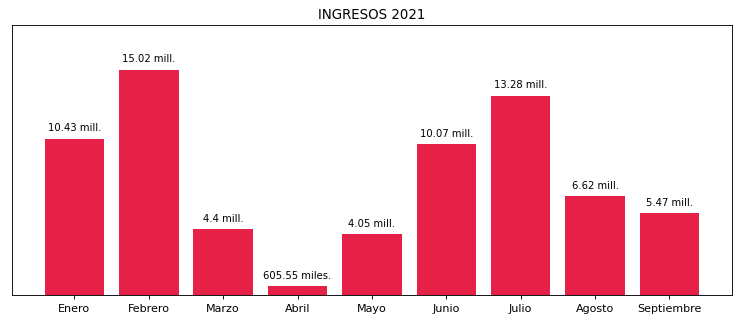 INGRESOS 2021
10.43 mill.
15.02 mill.
4.4 mill.
605.55 miles.
4.05 mill.
10.07 mill.
13.28 mill.
6.62 mill.
5.47 mill.
Enero Febrero Marzo Abril Mayo Junio Julio Agosto Septiembre